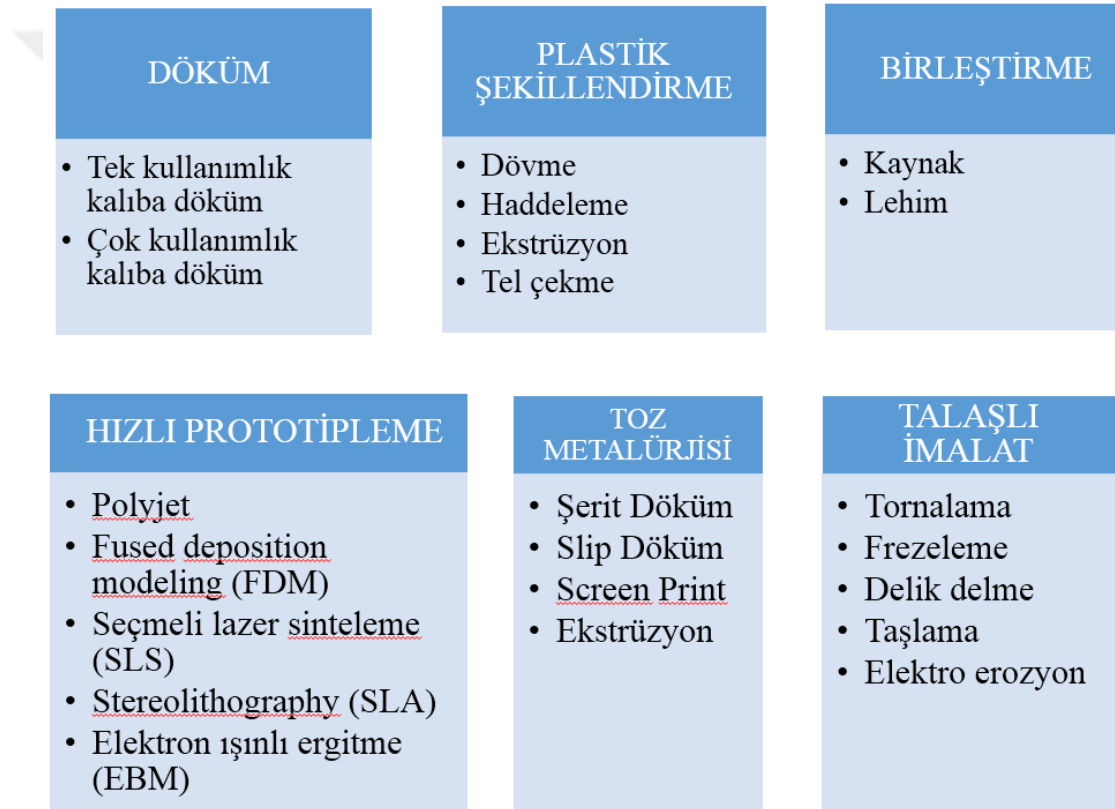 DÖKÜM
• Tek kullanımlık
kalıba döküm
• Çok kullanımlık
kalıba döküm
PLASTİK
ŞEKİLLENDİRME
• Dövme
• Haddeleme
• Ekstrüzyon
• Tel çekme
BİRLEŞTİRME
• Kaynak
• Lehim
HIZLI PROTOTİPLEME
• Polyjet
• Fused deposition
modeling (FDM)
• Seçmeli lazer sinteleme
(SLS)
• Stereolithography (SLA)
• Elektron ışınlı ergitme
(EBM)
TOZ
METALÜRJİSİ
• Şerit Döküm
• Slip Döküm
• Screen Print
• Ekstrüzyon
TALAŞLI
İMALAT
• Tornalama
• Frezeleme
• Delik delme
• Taşlama
• Elektro erozyon